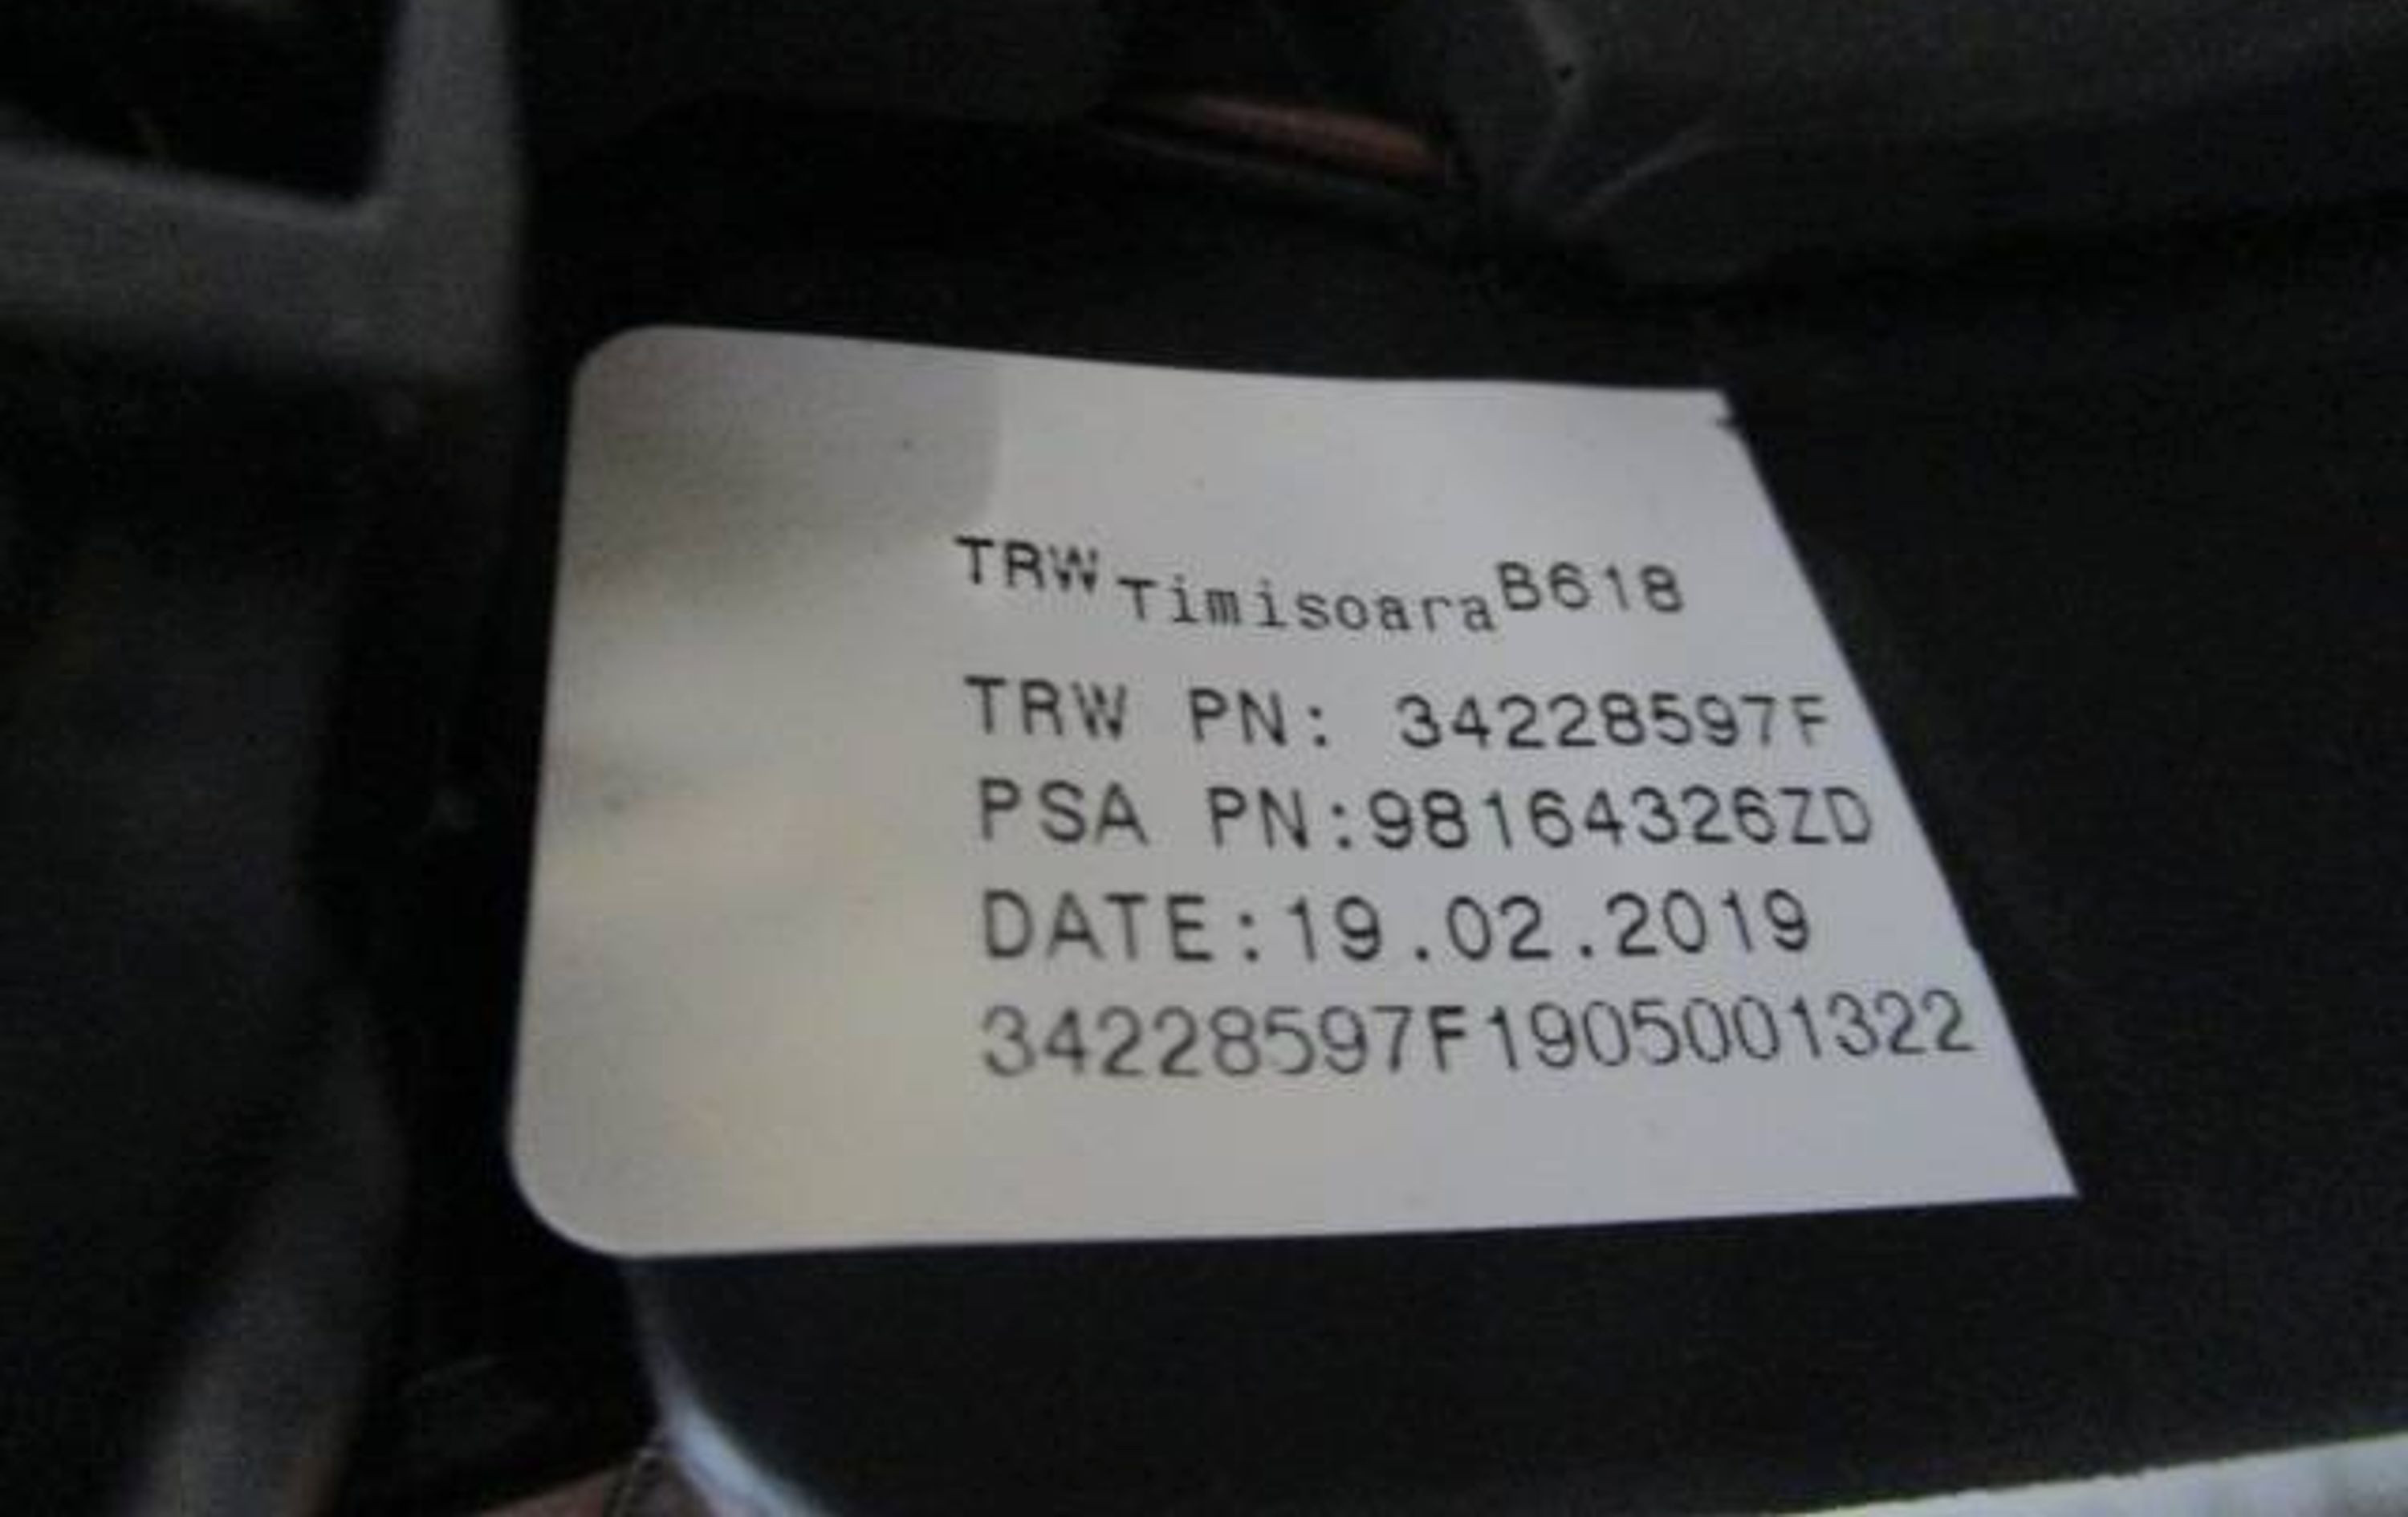 TRW Timisoara B618
TRW PN: 34228597F
PSA PN:98164326ZD
DATE:19.02.2019
34228597F1905001322